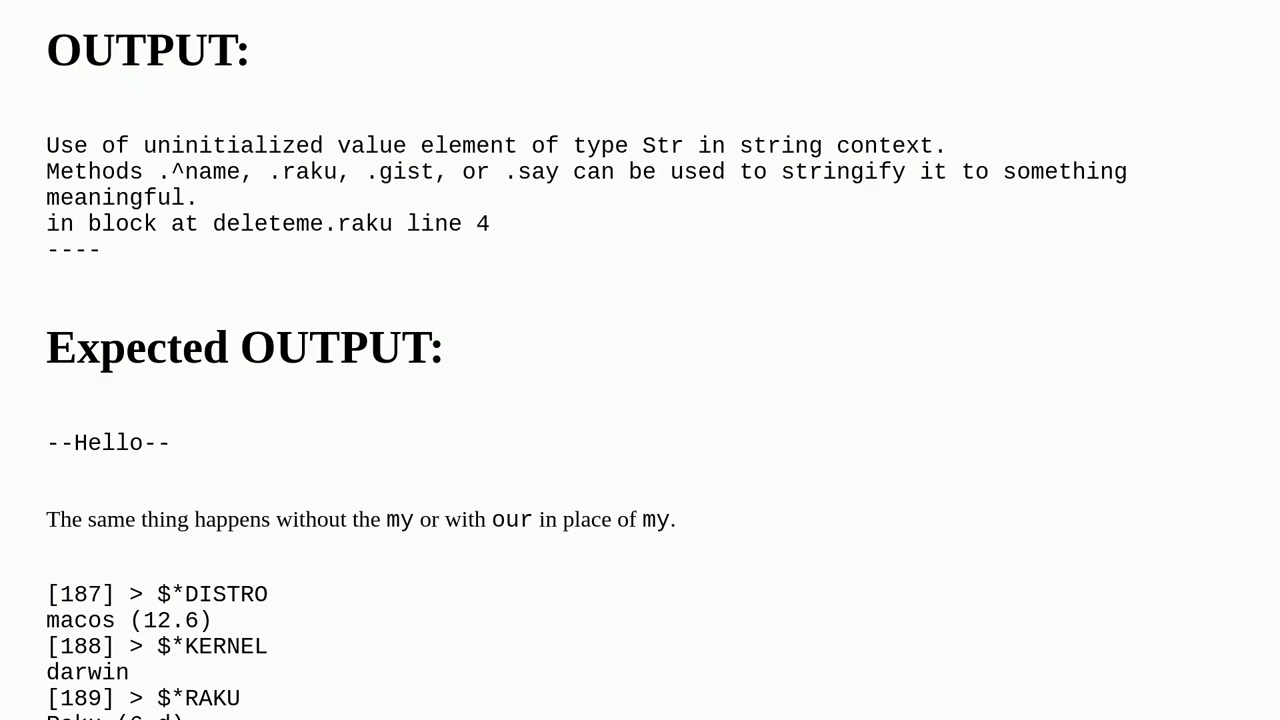 OUTPUT:
Use of uninitialized value element of type Str in string context.
Methods .^name, .raku, .gist, or .say can be used to stringify it to something
meaningful.
in block at deleteme.raku line 4
----
Expected OUTPUT:
--Hello--
The same thing happens without the my or with our in place of my.
[187] > $*DISTRO
macos (12.6)
[188] > $*KERNEL
darwin
[189] > $*RAKU